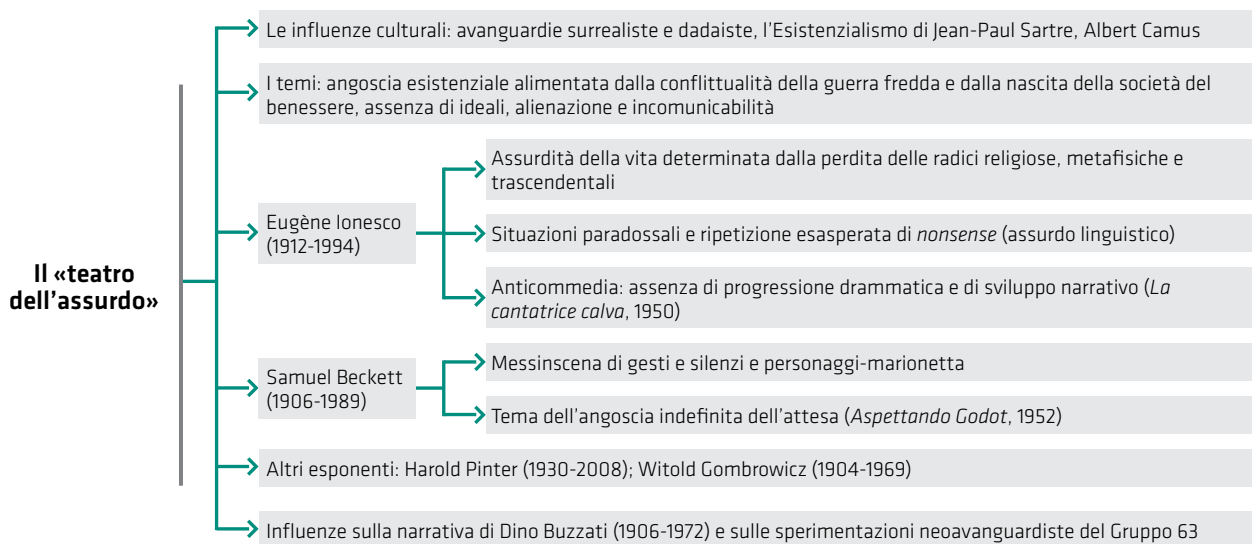 Il «teatro
dell’assurdo»
Le influenze culturali: avanguardie surrealiste e dadaiste, l’Esistenzialismo di Jean-Paul Sartre, Albert Camus
I temi: angoscia esistenziale alimentata dalla conflittualità della guerra fredda e dalla nascita della società del
benessere, assenza di ideali, alienazione e incomunicabilità
Eugène Ionesco
(1912-1994)
Assurdità della vita determinata dalla perdita delle radici religiose, metafisiche e
trascendentali
Situazioni paradossali e ripetizione esasperata di nonsense (assurdo linguistico)
Anticommedia: assenza di progressione drammatica e di sviluppo narrativo (La
cantatrice calva, 1950)
Samuel Beckett
(1906-1989)
Messinscena di gesti e silenzi e personaggi-marionetta
Tema dell’angoscia indefinita dell’attesa (Aspettando Godot, 1952)
Altri esponenti: Harold Pinter (1930-2008); Witold Gombrowicz (1904-1969)
Influenze sulla narrativa di Dino Buzzati (1906-1972) e sulle sperimentazioni neoavanguardiste del Gruppo 63